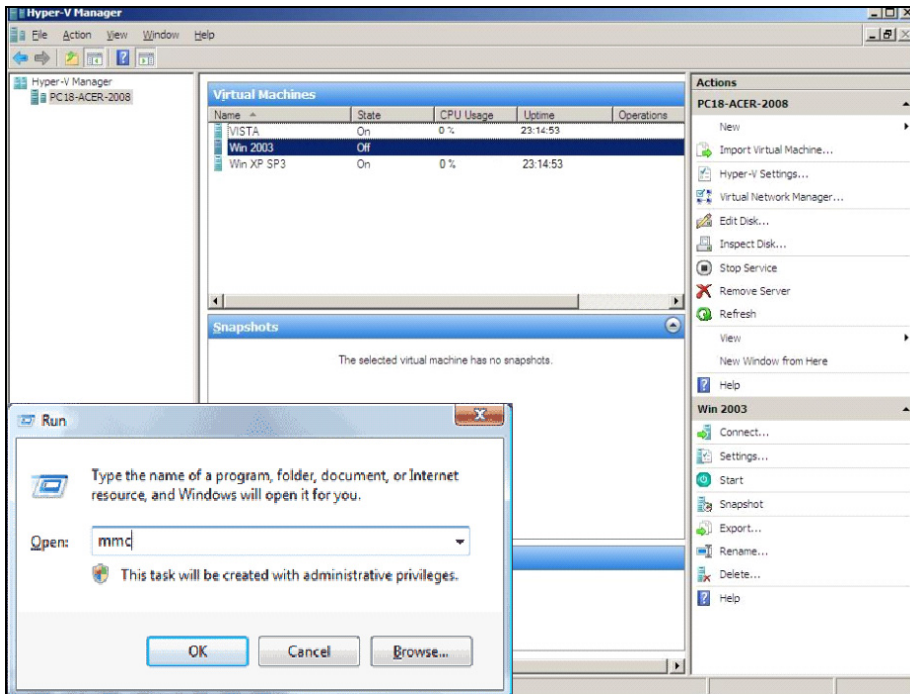 Hyper-V Manager
File Action View Window Help
Hyper-V Manager
PC18-ACER-2008
Virtual Machines
Name State CPU Usage Uptime Operations
VISTA On 0 % 23:14:53
Win 2003 Off
Win XP SP3 On 0 % 23:14:53
Snapshots
The selected virtual machine has no snapshots.
Actions
PC18-ACER-2008
New
Import Virtual Machine...
Hyper-V Settings...
Virtual Network Manager...
Edit Disk...
Inspect Disk...
Stop Service
Remove Server
Refresh
View
New Window from Here
Help
Win 2003
Connect...
Settings...
Start
Snapshot
Export...
Rename...
Delete...
Help
Run
Type the name of a program, folder, document, or Internet
resource, and Windows will open it for you.
Open: mmc
This task will be created with administrative privileges.
OK Cancel Browse...